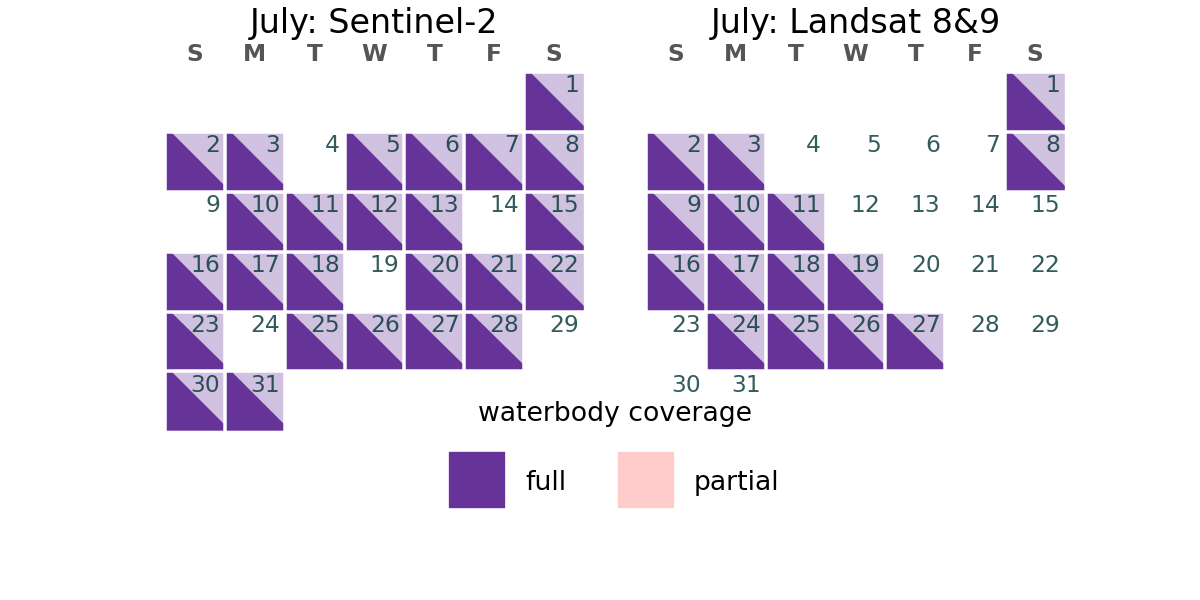 July: Sentinel-2
S M T W T F S
1
2 3 4 5 6 7 8
9 10 11 12 13 14 15
16 17 18 19 20 21 22
23 24 25 26 27 28 29
30 31
July: Landsat 8&9
S M T W T F S
1
2 3 4 5 6 7 8
9 10 11 12 13 14 15
16 17 18 19 20 21 22
23 24 25 26 27 28 29
30 31
waterbody coverage
full partial